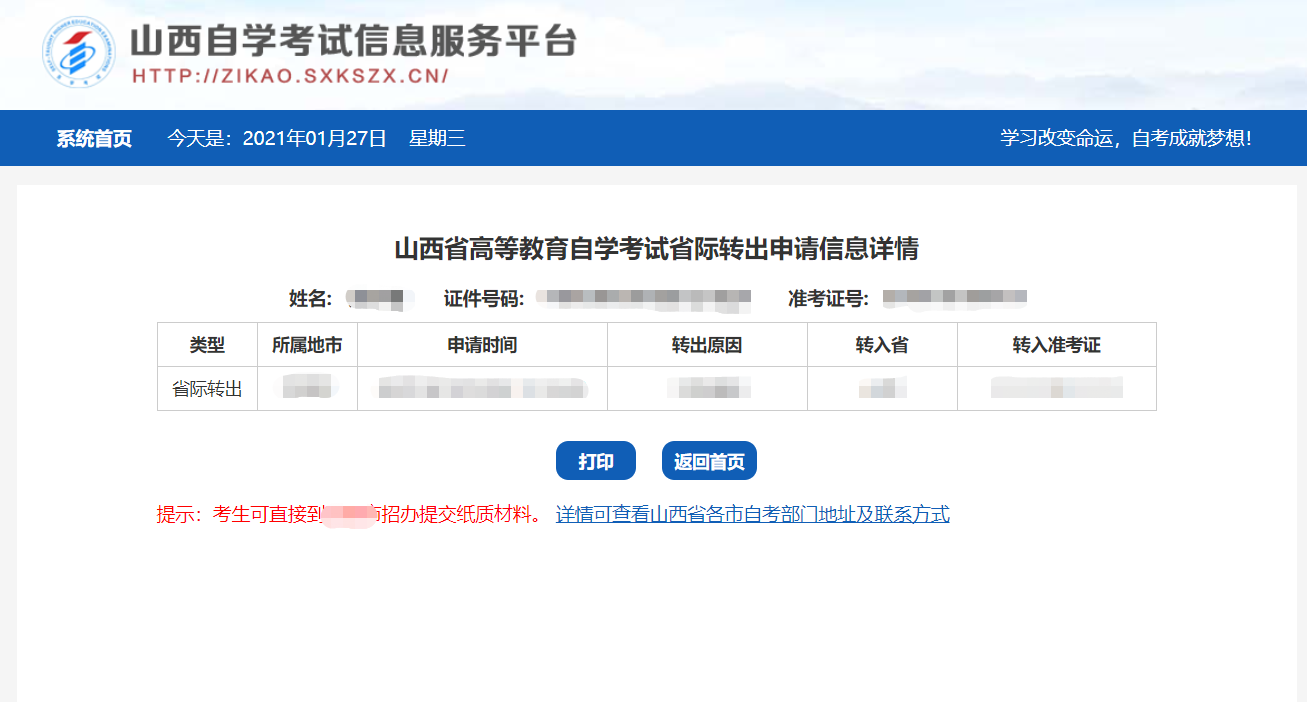 山西自学考试信息服务平台
HTTP://ZIKAO.SXKSZX.CN/
系统首页 今天是：2021年01月27日 星期三 学习改变命运，自考成就梦想！
山西省高等教育自学考试省际转出申请信息详情
姓名： 证件号码： 准考证号：
类型 所属地市 申请时间 转出原因 转入省 转入准考证
省际转出
打印 返回首页
提示：考生可直接到 招办提交纸质材料。 详情可查看山西省各市自考部门地址及联系方式